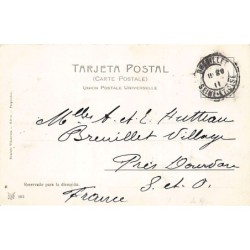 TARJETA POSTAL
(CARTE POSTALE)
UNION POSTALE UNIVERSELLE
Mlles A. et L. Hutteau
Breuillet Village
Près Dourdan
S. et O.
France
Reservado para la dirección.